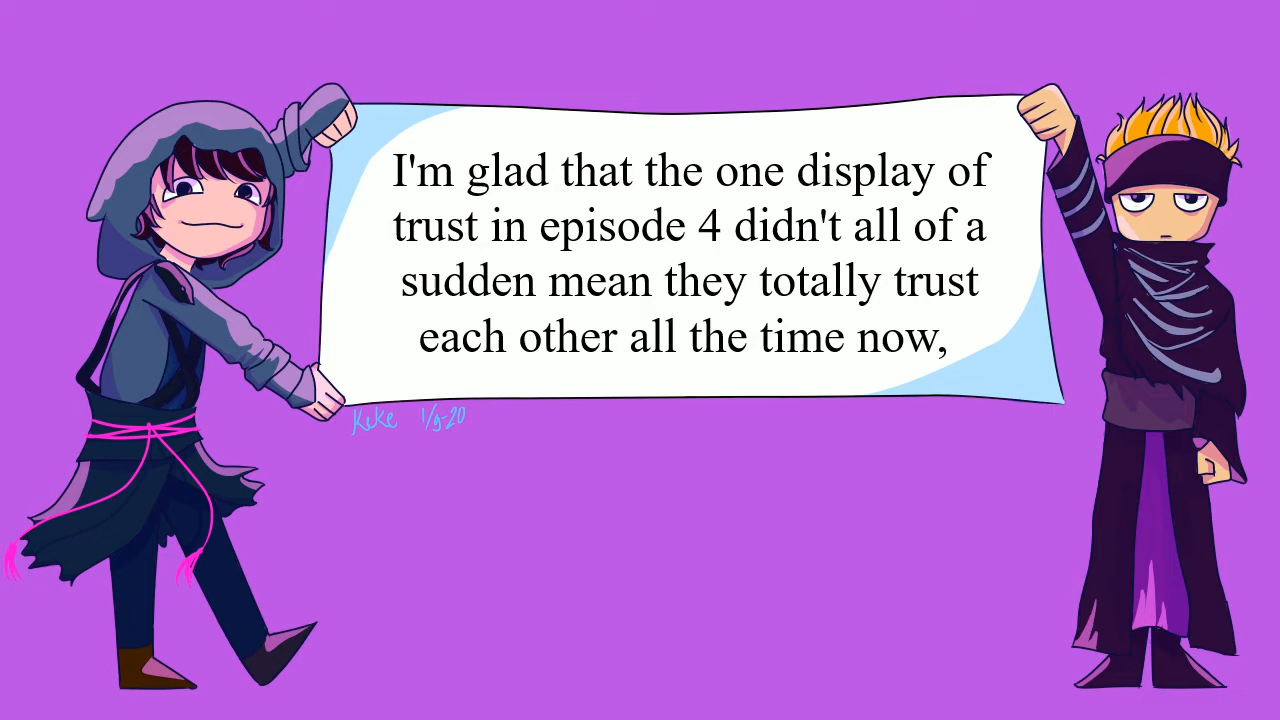 I'm glad that the one display of
trust in episode 4 didn't all of a
sudden mean they totally trust
each other all the time now,
KeKe 1/9-20